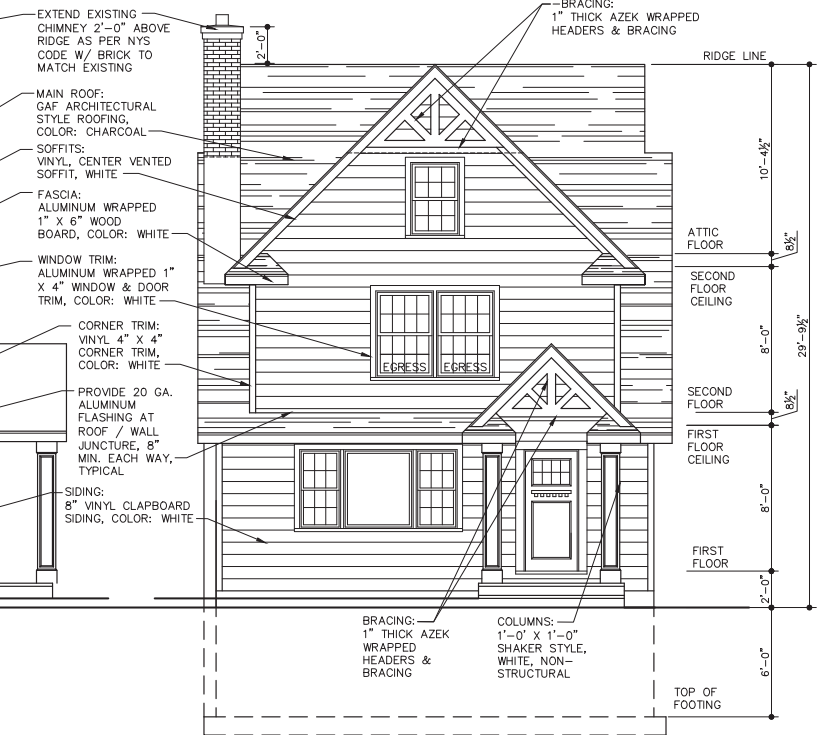 EXTEND EXISTING
CHIMNEY 2'-0" ABOVE
RIDGE AS PER NYS
CODE W/ BRICK TO
MATCH EXISTING
MAIN ROOF:
GAF ARCHITECTURAL
STYLE ROOFING,
COLOR: CHARCOAL
SOFFITS:
VINYL, CENTER VENTED
SOFFIT, WHITE
FASCIA:
ALUMINUM WRAPPED
1" X 6" WOOD
BOARD, COLOR: WHITE
WINDOW TRIM:
ALUMINUM WRAPPED 1"
X 4" WINDOW & DOOR
TRIM, COLOR: WHITE
CORNER TRIM:
VINYL 4" X 4"
CORNER TRIM,
COLOR: WHITE
PROVIDE 20 GA.
ALUMINUM
FLASHING AT
ROOF / WALL
JUNCTURE, 8"
MIN. EACH WAY,
TYPICAL
SIDING:
8" VINYL CLAPBOARD
SIDING, COLOR: WHITE
2'-0"
BRACING:
1" THICK AZEK WRAPPED
HEADERS & BRACING
EGRESS EGRESS
BRACING:
1" THICK AZEK
WRAPPED
HEADERS &
BRACING
COLUMNS:
1'-0' X 1'-0"
SHAKER STYLE,
WHITE, NON-
STRUCTURAL
RIDGE LINE
10'-4½"
ATTIC
FLOOR
8½"
SECOND
FLOOR
CEILING
8'-0"
29'-9½"
SECOND
FLOOR
8½"
FIRST
FLOOR
CEILING
8'-0"
FIRST
FLOOR
2'-0"
6'-0"
TOP OF
FOOTING